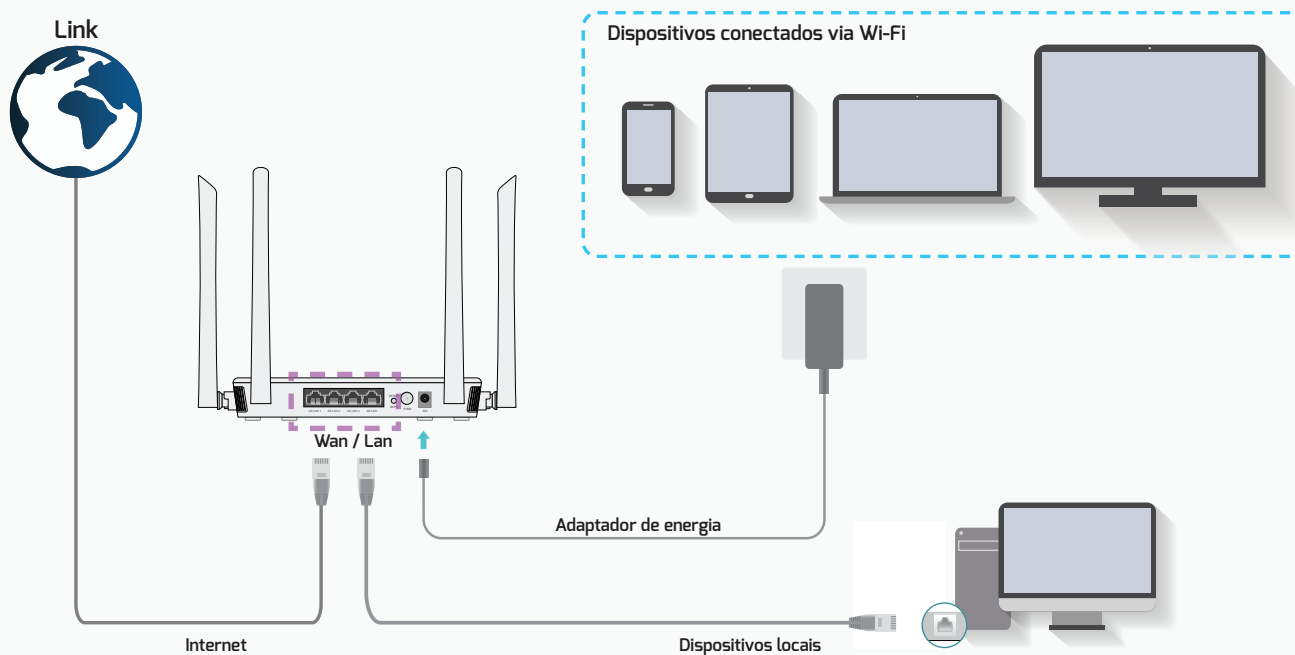 Link
Dispositivos conectados via Wi-Fi
Wan / Lan
Adaptador de energia
Internet
Dispositivos locais